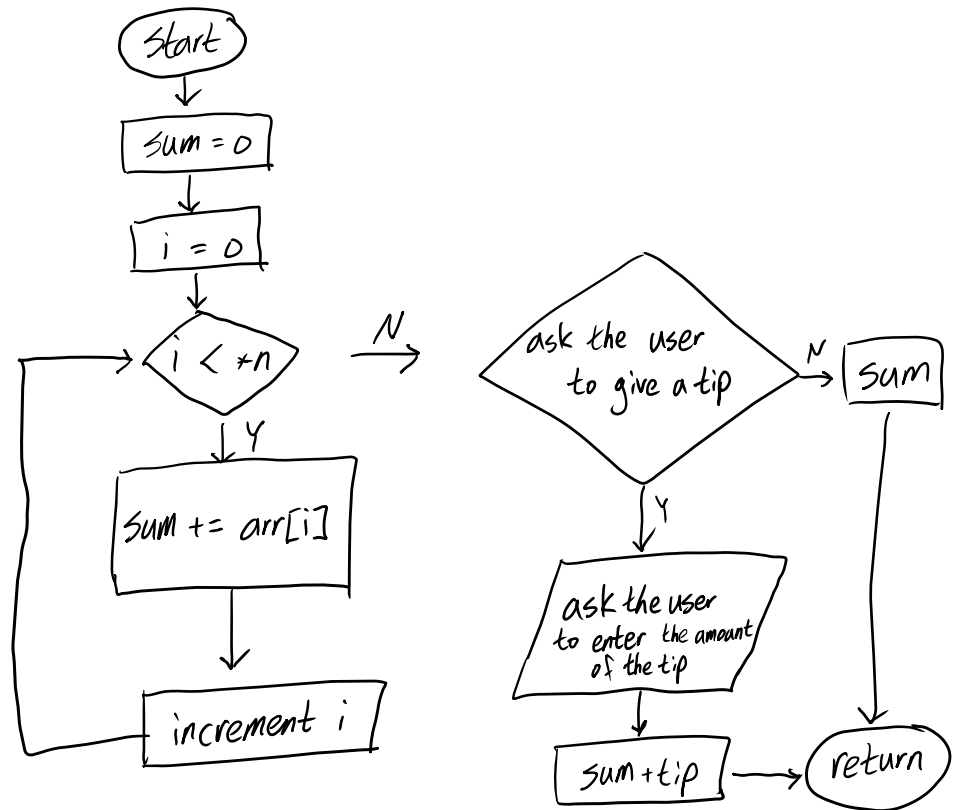 start
sum = 0
i = 0
i < *n
N
Y
sum += arr[i]
increment i
ask the user
to give a tip
N
sum
Y
ask the user
to enter the amount
of the tip
sum+tip
return